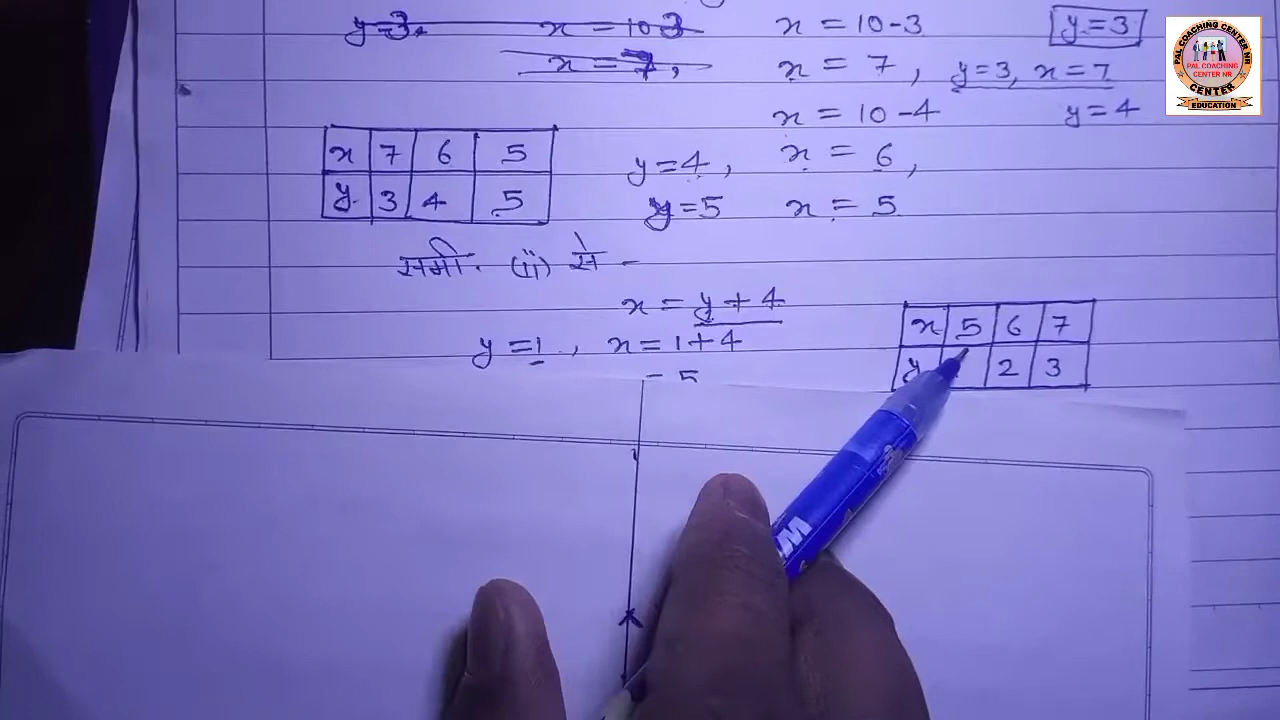 y=3, x = 10 3 x = 10-3 y=3
x = 7, x = 7, y=3, x=7
x = 10-4 y=4
x 7 6 5
y 3 4 5
y=4, x = 6,
y=5 x = 5
समी. (ii) से -
x = y + 4
y = 1, x = 1 + 4
= 5
x 5 6 7
y 2 3
PAL COACHING CENTER NR
PAL COACHING
CENTER NR
CENTER
EDUCATION